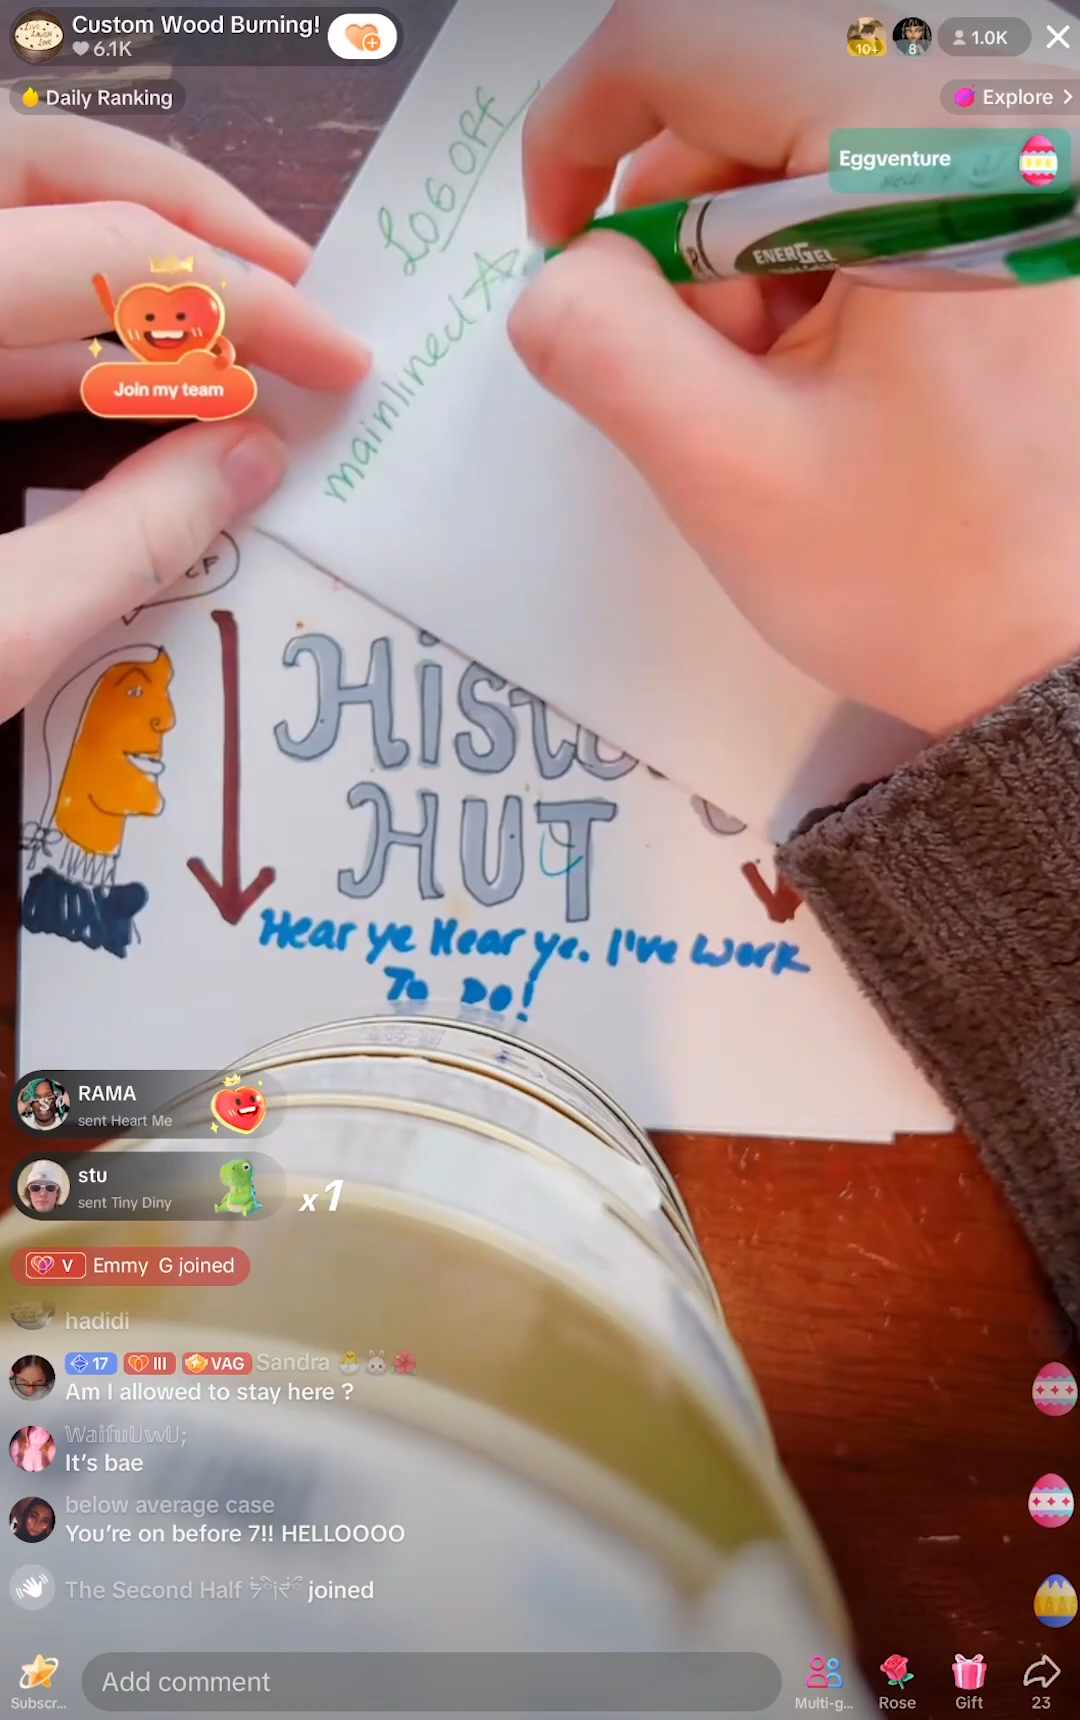 Custom Wood Burning!
6.1K
10+
8
1.0K
Daily Ranking
Explore
Eggventure
LOGOFF
mainlined
ENERGEL
Join my team
HUT
Hear ye Hear ye. I've Work
To Do!
RAMA
sent Heart Me
stu
sent Tiny Diny
x1
V Emmy G joined
hadidi
17 III VAG Sandra 🐣🐰🌺
Am I allowed to stay here ?
WaifuUwU;
It's bae
below average case
You're on before 7!! HELLOOOO
The Second Half joined
Subscr...
Add comment
Multi-g...
Rose
Gift
23